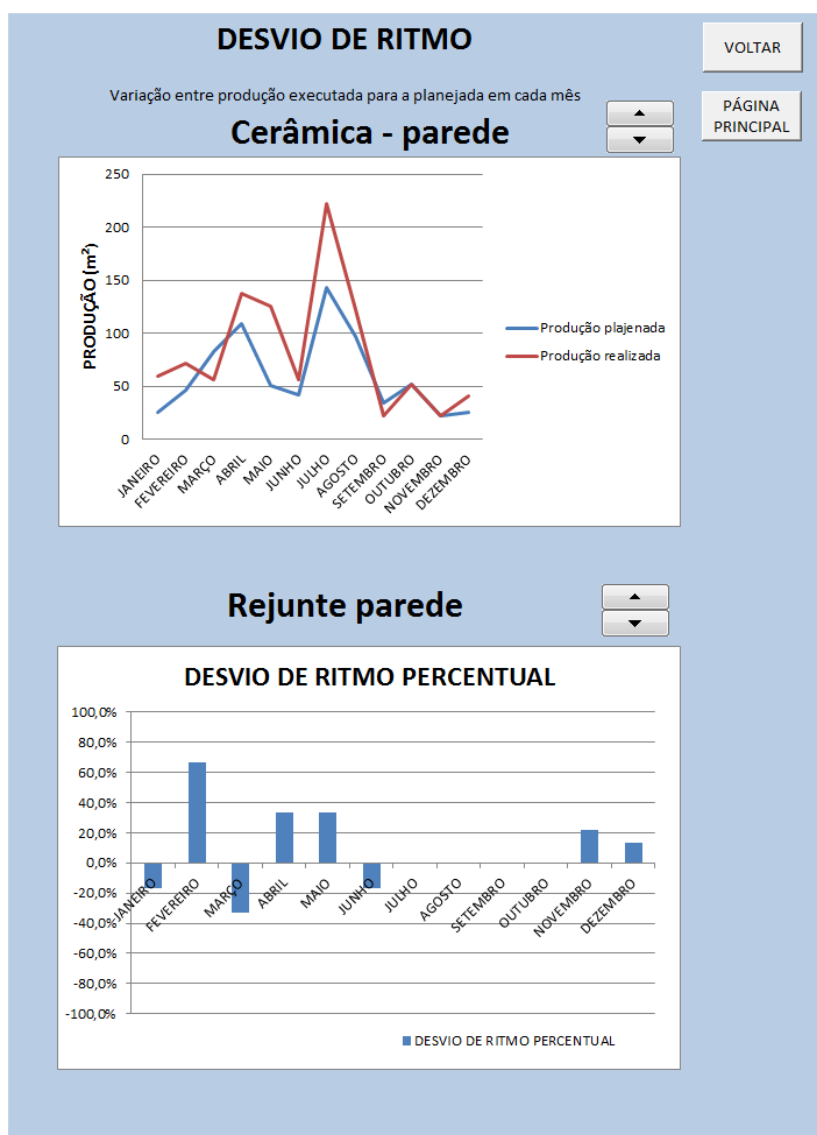 DESVIO DE RITMO
VOLTAR
Variação entre produção executada para a planejada em cada mês
PÁGINA
PRINCIPAL
Cerâmica - parede
250
200
150
100
50
0
PRODUÇÃO (m²)
JANEIRO
FEVEREIRO
MARÇO
ABRIL
MAIO
JUNHO
JULHO
AGOSTO
SETEMBRO
OUTUBRO
NOVEMBRO
DEZEMBRO
Produção plajenada
Produção realizada
Rejunte parede
DESVIO DE RITMO PERCENTUAL
100,0%
80,0%
60,0%
40,0%
20,0%
0,0%
-20,0%
-40,0%
-60,0%
-80,0%
-100,0%
JANEIRO
FEVEREIRO
MARÇO
ABRIL
MAIO
JUNHO
JULHO
AGOSTO
SETEMBRO
OUTUBRO
NOVEMBRO
DEZEMBRO
DESVIO DE RITMO PERCENTUAL